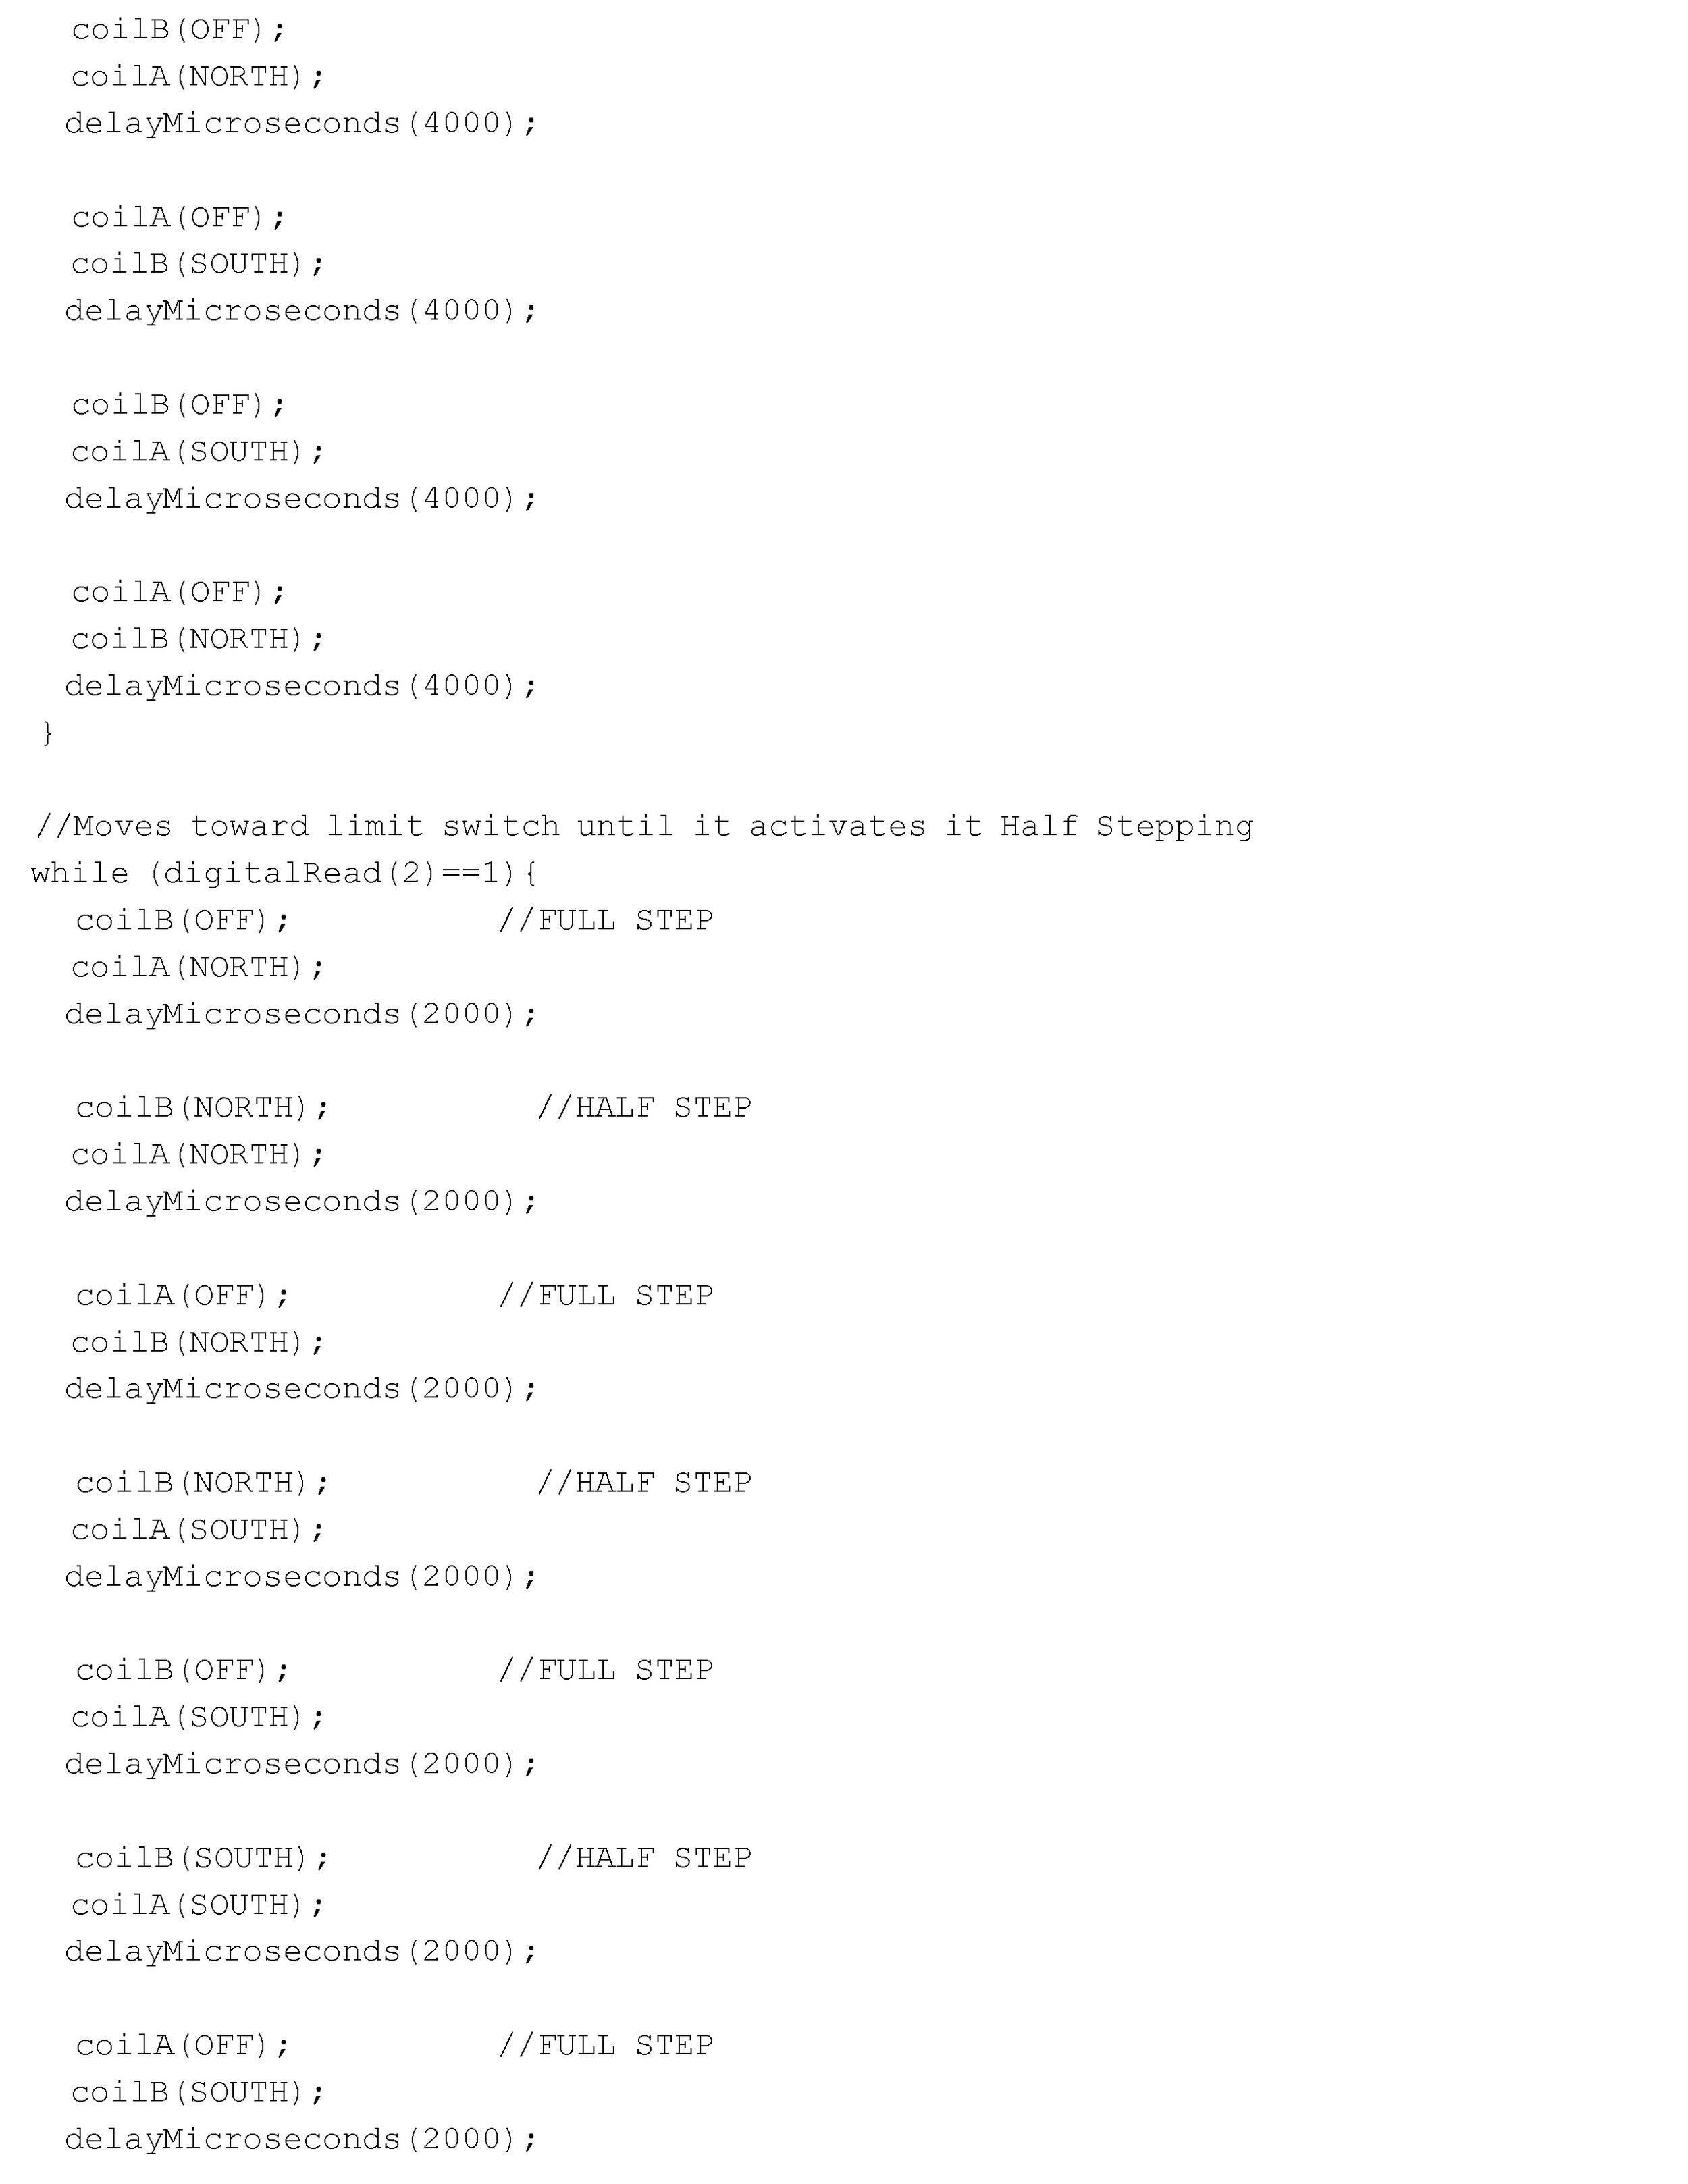 coilB(OFF);
coilA(NORTH);
delayMicroseconds(4000);

coilA(OFF);
coilB(SOUTH);
delayMicroseconds(4000);

coilB(OFF);
coilA(SOUTH);
delayMicroseconds(4000);

coilA(OFF);
coilB(NORTH);
delayMicroseconds(4000);
}

//Moves toward limit switch until it activates it Half Stepping
while (digitalRead(2)==1){
coilB(OFF); //FULL STEP
coilA(NORTH);
delayMicroseconds(2000);

coilB(NORTH); //HALF STEP
coilA(NORTH);
delayMicroseconds(2000);

coilA(OFF); //FULL STEP
coilB(NORTH);
delayMicroseconds(2000);

coilB(NORTH); //HALF STEP
coilA(SOUTH);
delayMicroseconds(2000);

coilB(OFF); //FULL STEP
coilA(SOUTH);
delayMicroseconds(2000);

coilB(SOUTH); //HALF STEP
coilA(SOUTH);
delayMicroseconds(2000);

coilA(OFF); //FULL STEP
coilB(SOUTH);
delayMicroseconds(2000);